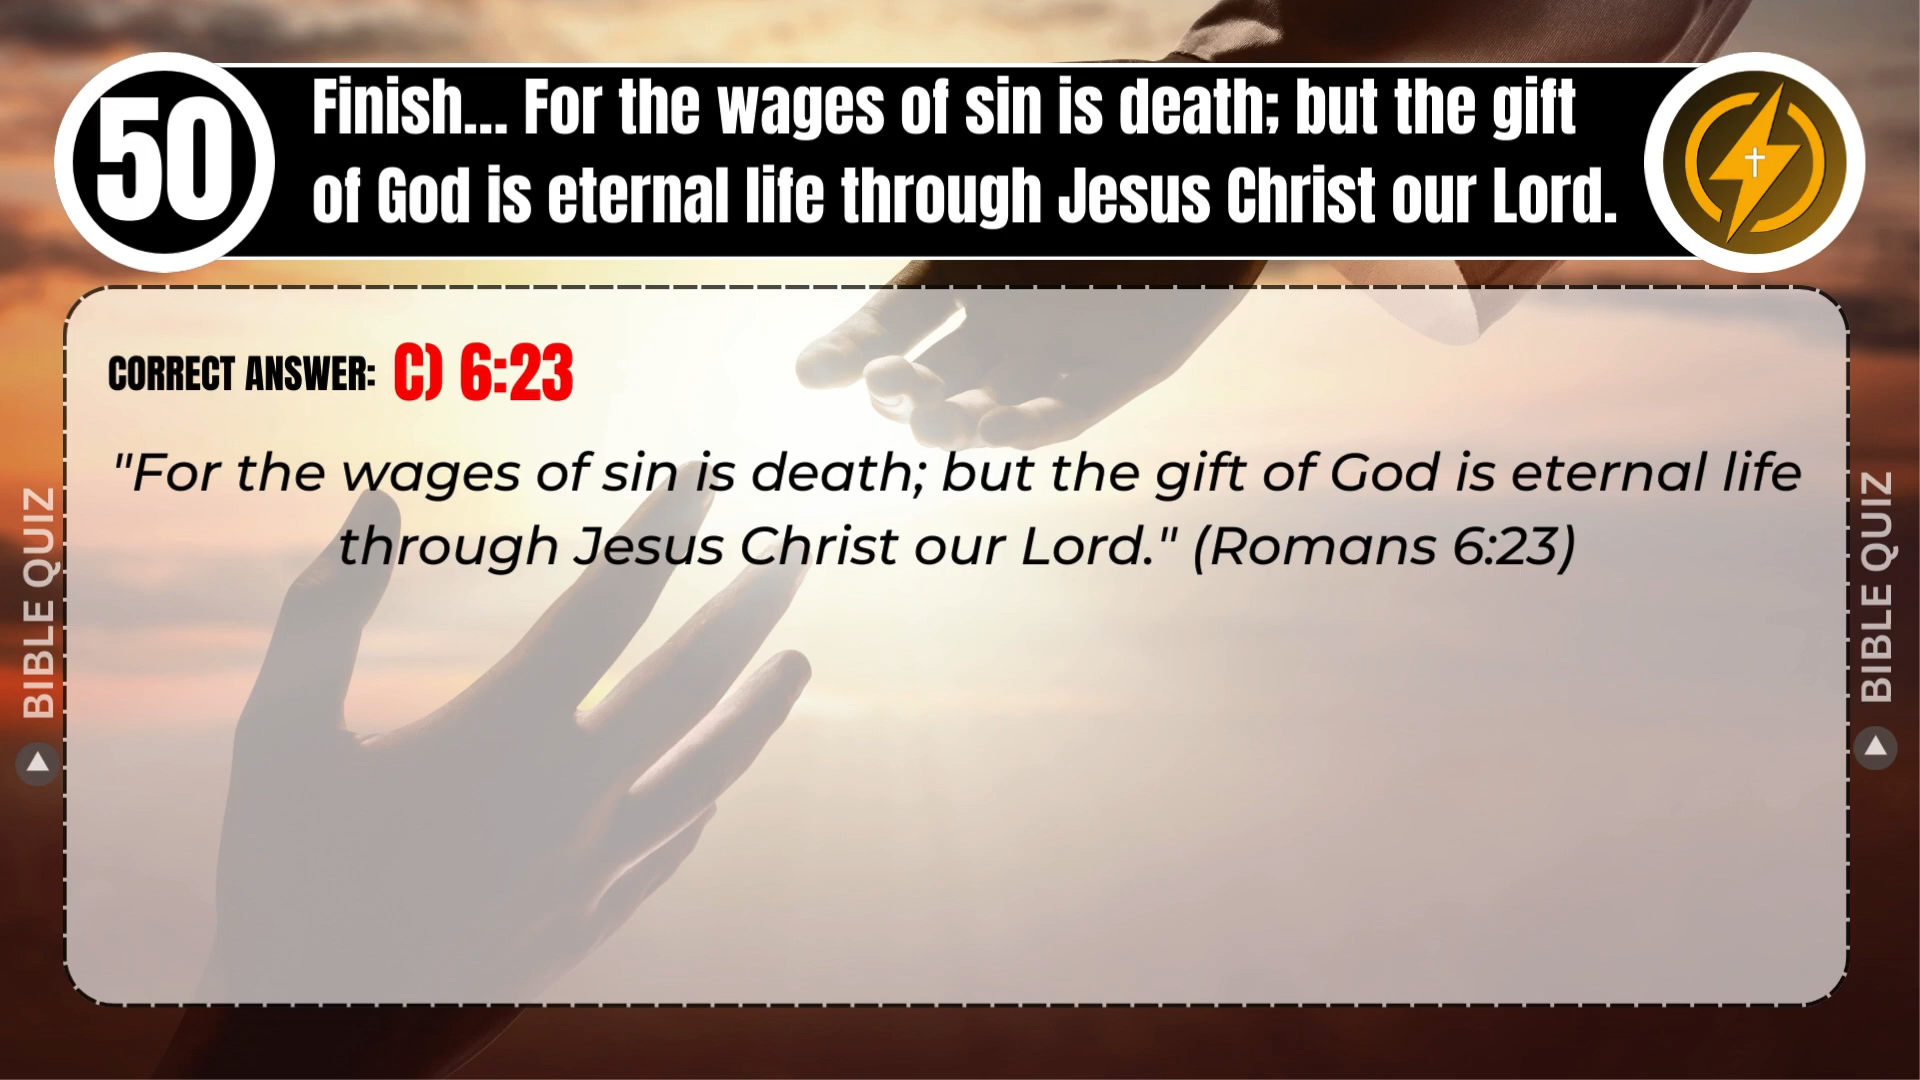 50
Finish... For the wages of sin is death; but the gift
of God is eternal life through Jesus Christ our Lord.
CORRECT ANSWER: C) 6:23
"For the wages of sin is death; but the gift of God is eternal life
through Jesus Christ our Lord." (Romans 6:23)
BIBLE QUIZ
BIBLE QUIZ